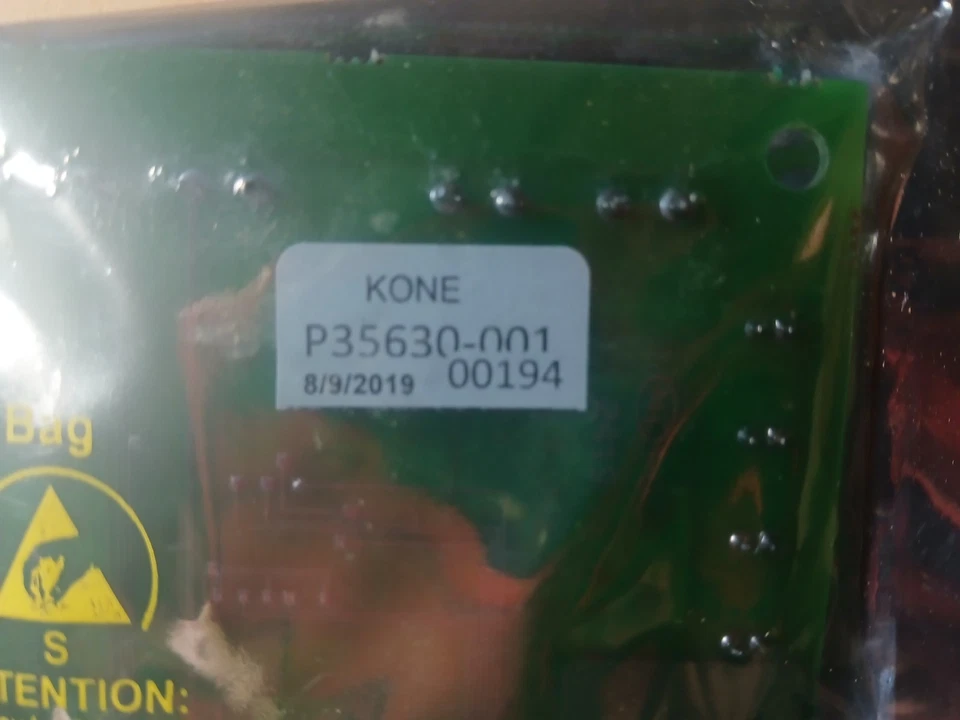 KONE
P35630-001
8/9/2019 00194
Bag
S
TENTION: